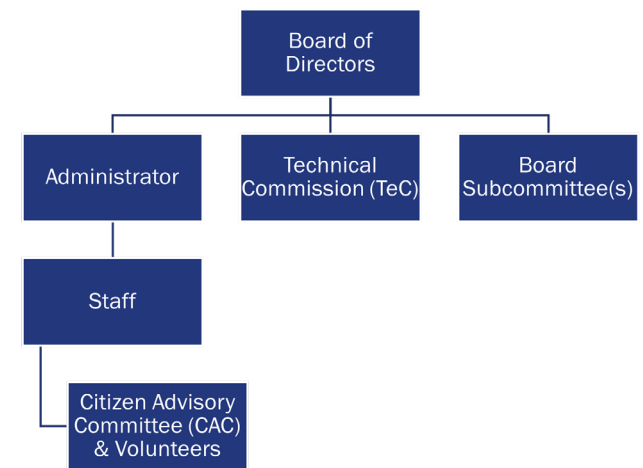 Board of
Directors
Administrator
Technical
Commission (TeC)
Board
Subcommittee(s)
Staff
Citizen Advisory
Committee (CAC)
& Volunteers